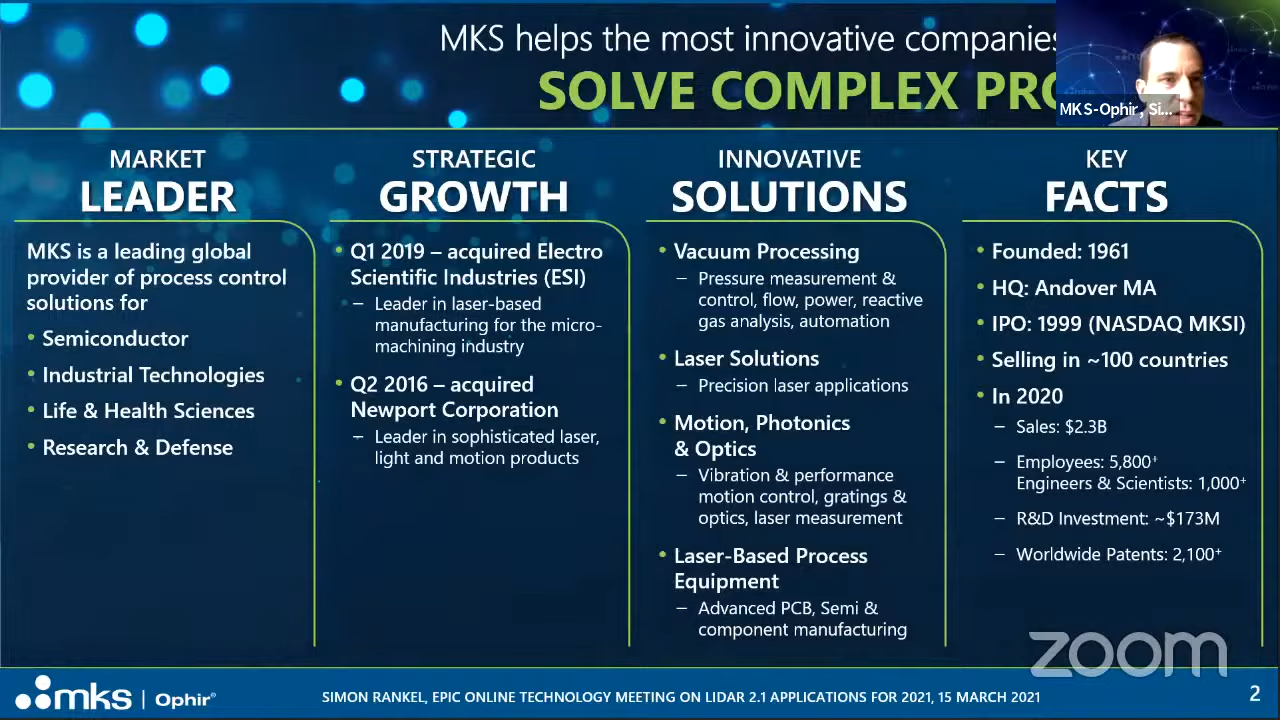 MKS helps the most innovative companies
SOLVE COMPLEX PRO
MKS-Ophir, Si...
MARKET
LEADER
MKS is a leading global
provider of process control
solutions for
• Semiconductor
• Industrial Technologies
• Life & Health Sciences
• Research & Defense
STRATEGIC
GROWTH
• Q1 2019 – acquired Electro
Scientific Industries (ESI)
– Leader in laser-based
manufacturing for the micro-
machining industry
• Q2 2016 – acquired
Newport Corporation
– Leader in sophisticated laser,
light and motion products
INNOVATIVE
SOLUTIONS
• Vacuum Processing
– Pressure measurement &
control, flow, power, reactive
gas analysis, automation
• Laser Solutions
– Precision laser applications
• Motion, Photonics
& Optics
– Vibration & performance
motion control, gratings &
optics, laser measurement
• Laser-Based Process
Equipment
– Advanced PCB, Semi &
component manufacturing
KEY
FACTS
• Founded: 1961
• HQ: Andover MA
• IPO: 1999 (NASDAQ MKSI)
• Selling in ~100 countries
• In 2020
– Sales: $2.3B
– Employees: 5,800⁺
Engineers & Scientists: 1,000⁺
– R&D Investment: ~$173M
– Worldwide Patents: 2,100⁺
zoom
mks | Ophir®
SIMON RANKEL, EPIC ONLINE TECHNOLOGY MEETING ON LIDAR 2.1 APPLICATIONS FOR 2021, 15 MARCH 2021
2